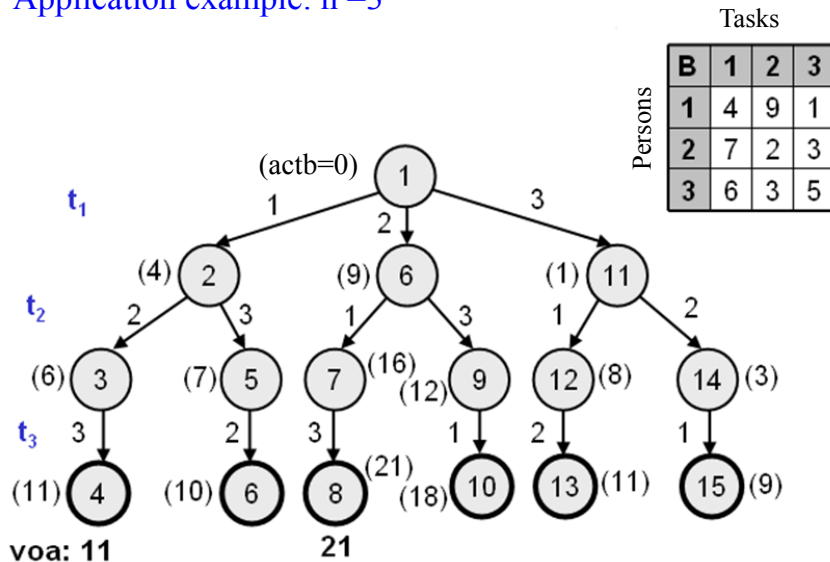 Application example: n =3
Tasks
Persons
B 1 2 3
1 4 9 1
2 7 2 3
3 6 3 5
(actb=0) 1
t1
1 2 3
(4) 2 (9) 6 (1) 11
t2
2 3 1 3 1 2
(6) 3 (7) 5 7 (16) (12) 9 12 (8) 14 (3)
t3
3 2 3 1 2 1
(11) 4 (10) 6 8 (21) (18) 10 13 (11) 15 (9)
voa: 11 21